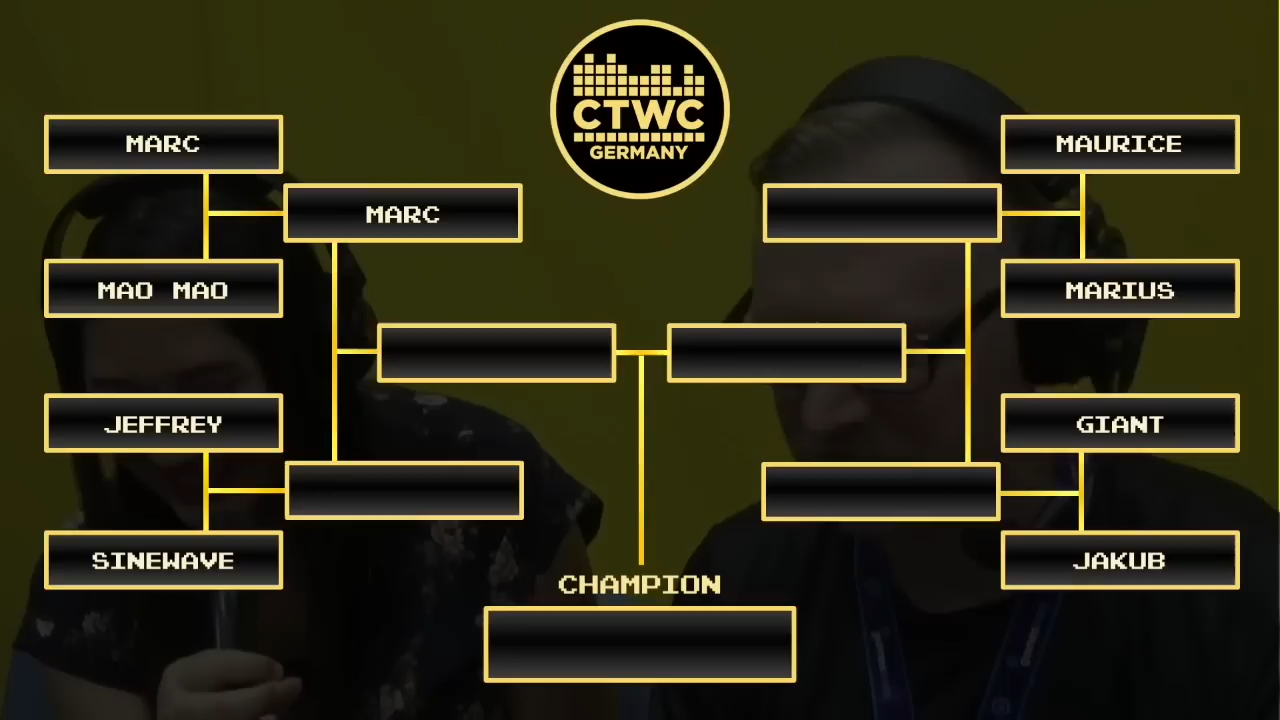 CTWC
GERMANY
MARC
MAURICE
MARC
MAO MAO
MARIUS
JEFFREY
GIANT
SINEWAVE
JAKUB
CHAMPION